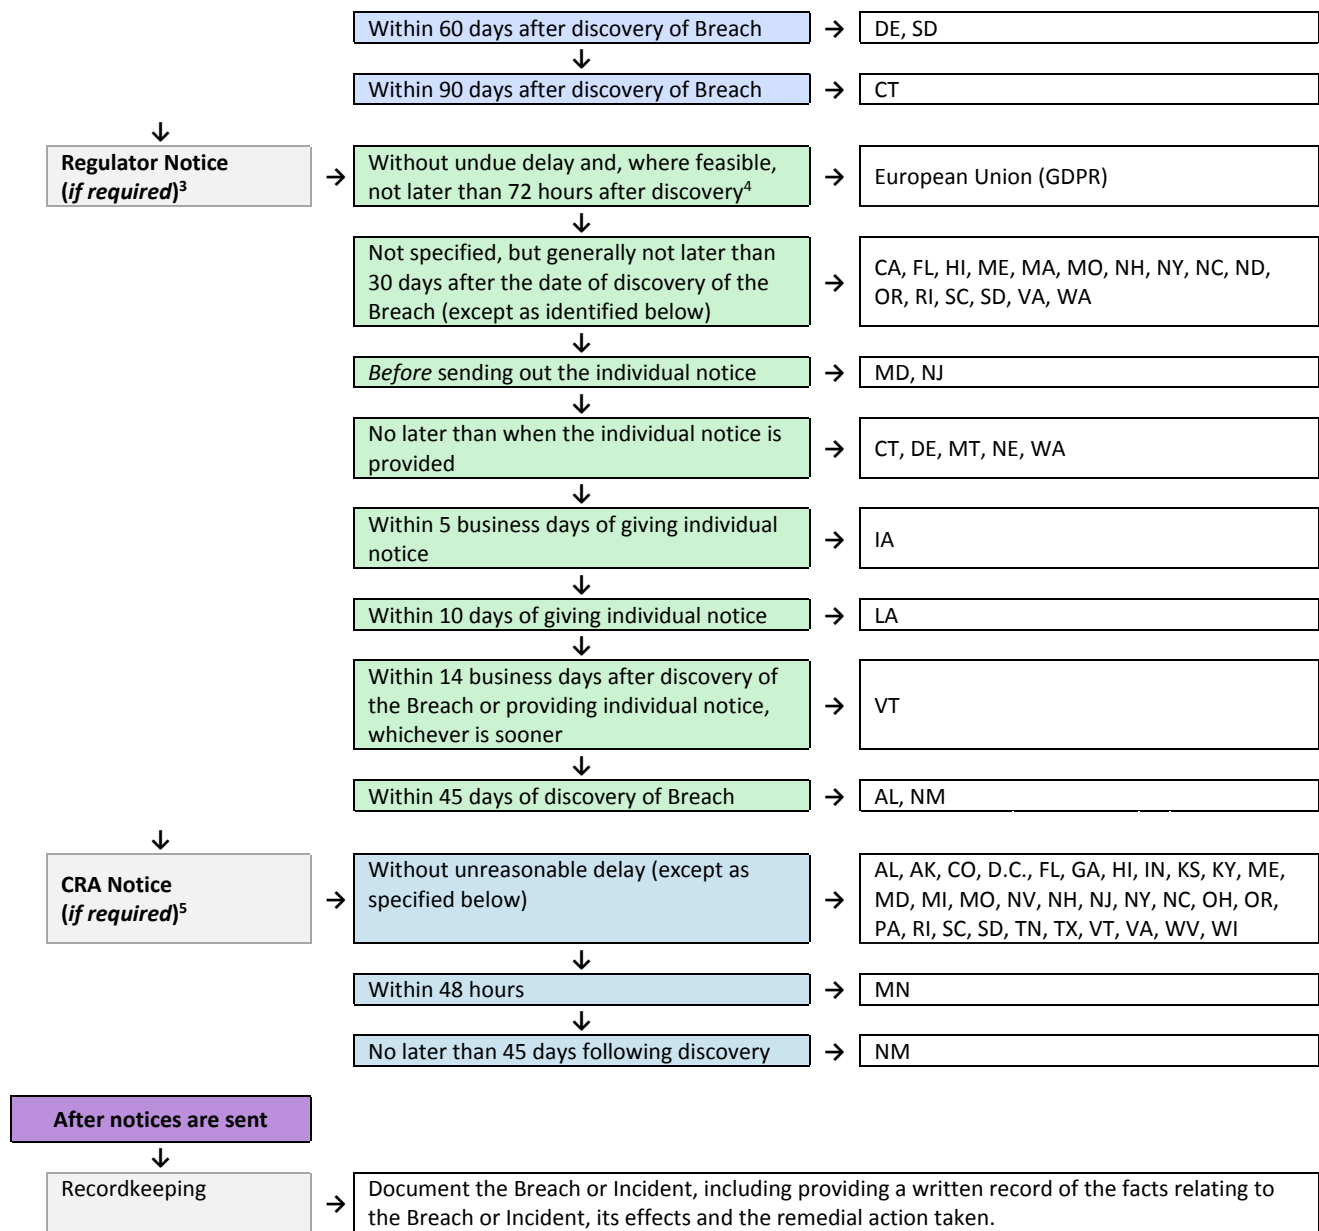 Within 60 days after discovery of Breach → DE, SD
↓
Within 90 days after discovery of Breach → CT
↓
Regulator Notice
(if required)³
→
Without undue delay and, where feasible,
not later than 72 hours after discovery⁴
→
European Union (GDPR)
↓
Not specified, but generally not later than
30 days after the date of discovery of the
Breach (except as identified below)
→
CA, FL, HI, ME, MA, MO, NH, NY, NC, ND,
OR, RI, SC, SD, VA, WA
↓
Before sending out the individual notice → MD, NJ
↓
No later than when the individual notice is
provided
→
CT, DE, MT, NE, WA
↓
Within 5 business days of giving individual
notice
→
IA
↓
Within 10 days of giving individual notice → LA
↓
Within 14 business days after discovery of
the Breach or providing individual notice,
whichever is sooner
→
VT
↓
Within 45 days of discovery of Breach → AL, NM
↓
CRA Notice
(if required)⁵
→
Without unreasonable delay (except as
specified below)
→
AL, AK, CO, D.C., FL, GA, HI, IN, KS, KY, ME,
MD, MI, MO, NV, NH, NJ, NY, NC, OH, OR,
PA, RI, SC, SD, TN, TX, VT, VA, WV, WI
↓
Within 48 hours → MN
↓
No later than 45 days following discovery → NM
After notices are sent
↓
Recordkeeping
→
Document the Breach or Incident, including providing a written record of the facts relating to
the Breach or Incident, its effects and the remedial action taken.